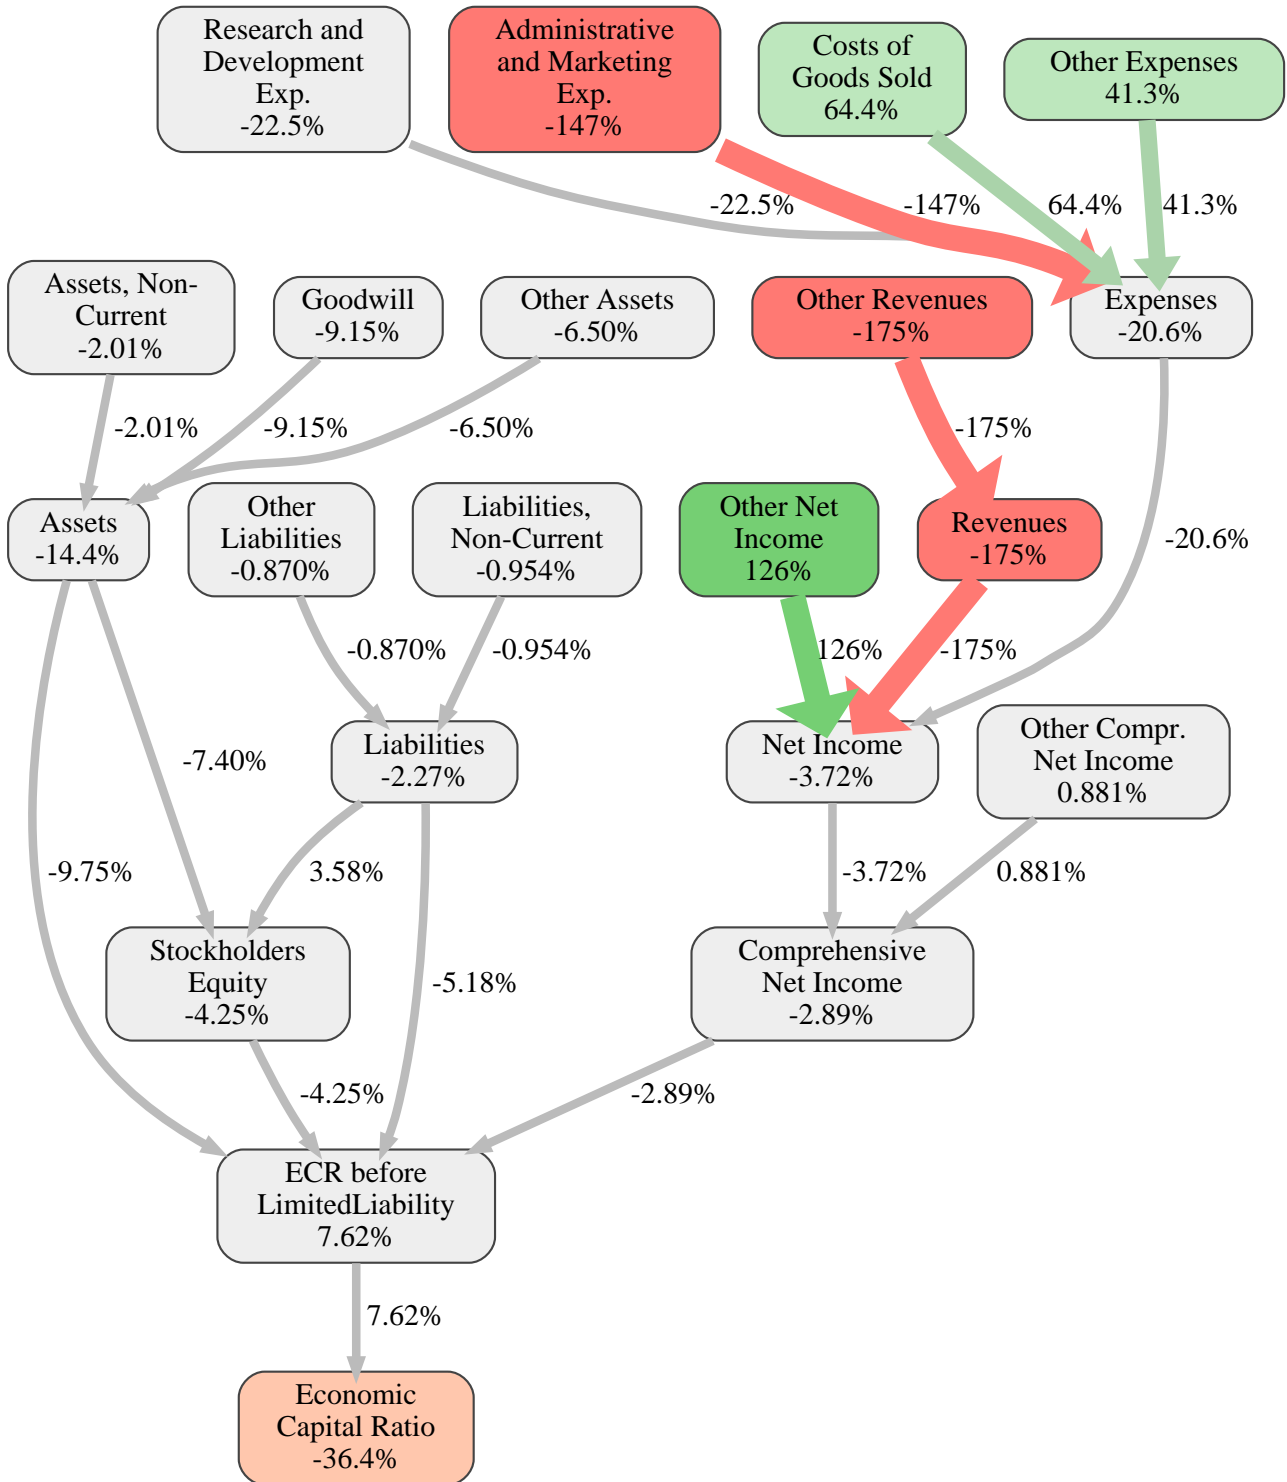 Research and
Development
Exp.
-22.5%
Administrative
and Marketing
Exp.
-147%
Costs of
Goods Sold
64.4%
Other Expenses
41.3%
-22.5%
-147%
64.4%
41.3%
Assets, Non-
Current
-2.01%
Goodwill
-9.15%
Other Assets
-6.50%
Other Revenues
-175%
Expenses
-20.6%
-2.01%
-9.15%
-6.50%
-175%
Assets
-14.4%
Other
Liabilities
-0.870%
Liabilities,
Non-Current
-0.954%
Other Net
Income
126%
Revenues
-175%
-20.6%
-0.870%
-0.954%
126%
-175%
Liabilities
-2.27%
Net Income
-3.72%
Other Compr.
Net Income
0.881%
-7.40%
-9.75%
3.58%
-3.72%
0.881%
Stockholders
Equity
-4.25%
-5.18%
Comprehensive
Net Income
-2.89%
-4.25%
-2.89%
ECR before
LimitedLiability
7.62%
7.62%
Economic
Capital Ratio
-36.4%